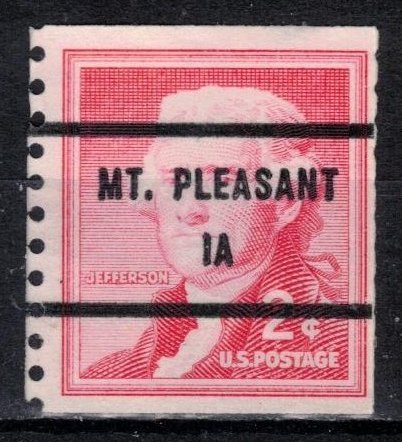 MT. PLEASANT
IA
JEFFERSON
2¢
U.S.POSTAGE